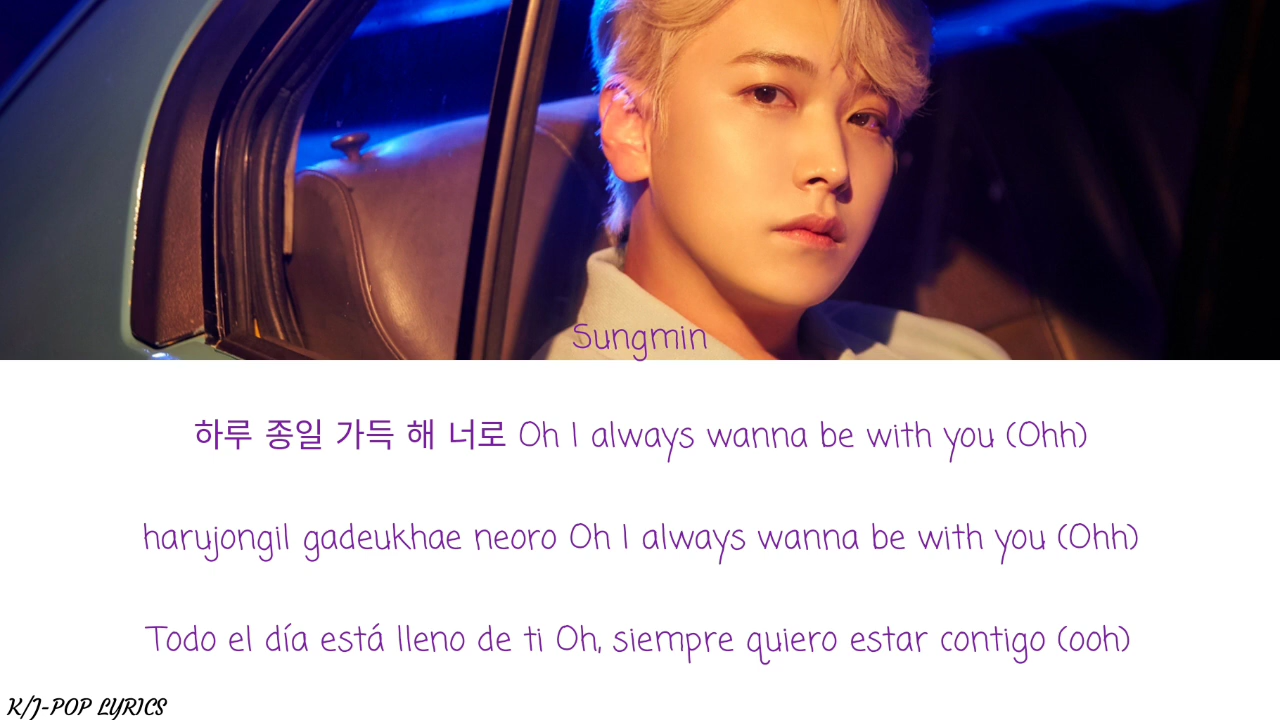 Sungmin
하루 종일 가득 해 너로 Oh I always wanna be with you (Ohh)
harujongil gadeukhae neoro Oh I always wanna be with you (Ohh)
Todo el día está lleno de ti Oh, siempre quiero estar contigo (ooh)
K/J-POP LYRICS